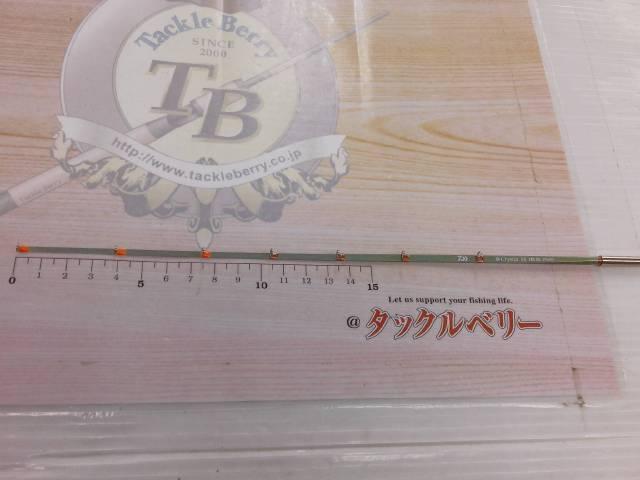 Tackle Berry
SINCE
2000
TB
http://www.tackleberry.co.jp
0 1 2 3 4 5 6 7 8 9 10 11 12 13 14 15
Let us support your fishing life.
@タックルベリー